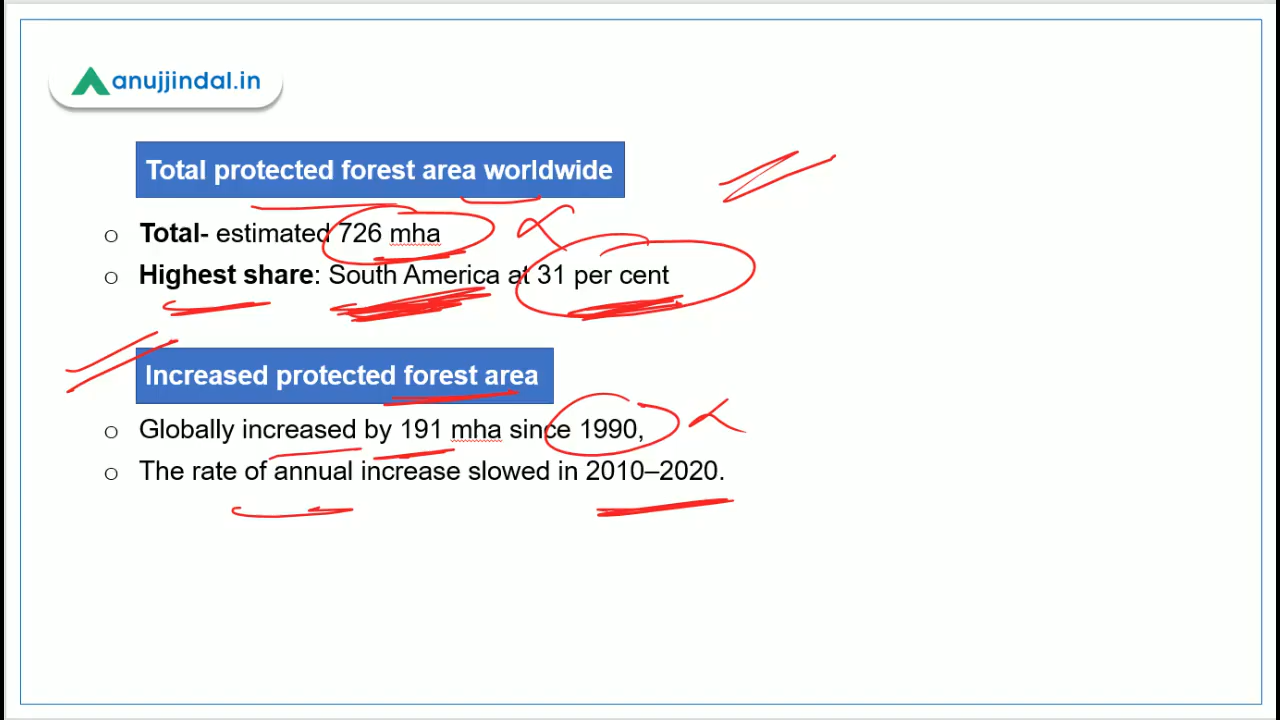 anujjindal.in
Total protected forest area worldwide
Total- estimated 726 mha
Highest share: South America at 31 per cent
Increased protected forest area
Globally increased by 191 mha since 1990,
The rate of annual increase slowed in 2010–2020.